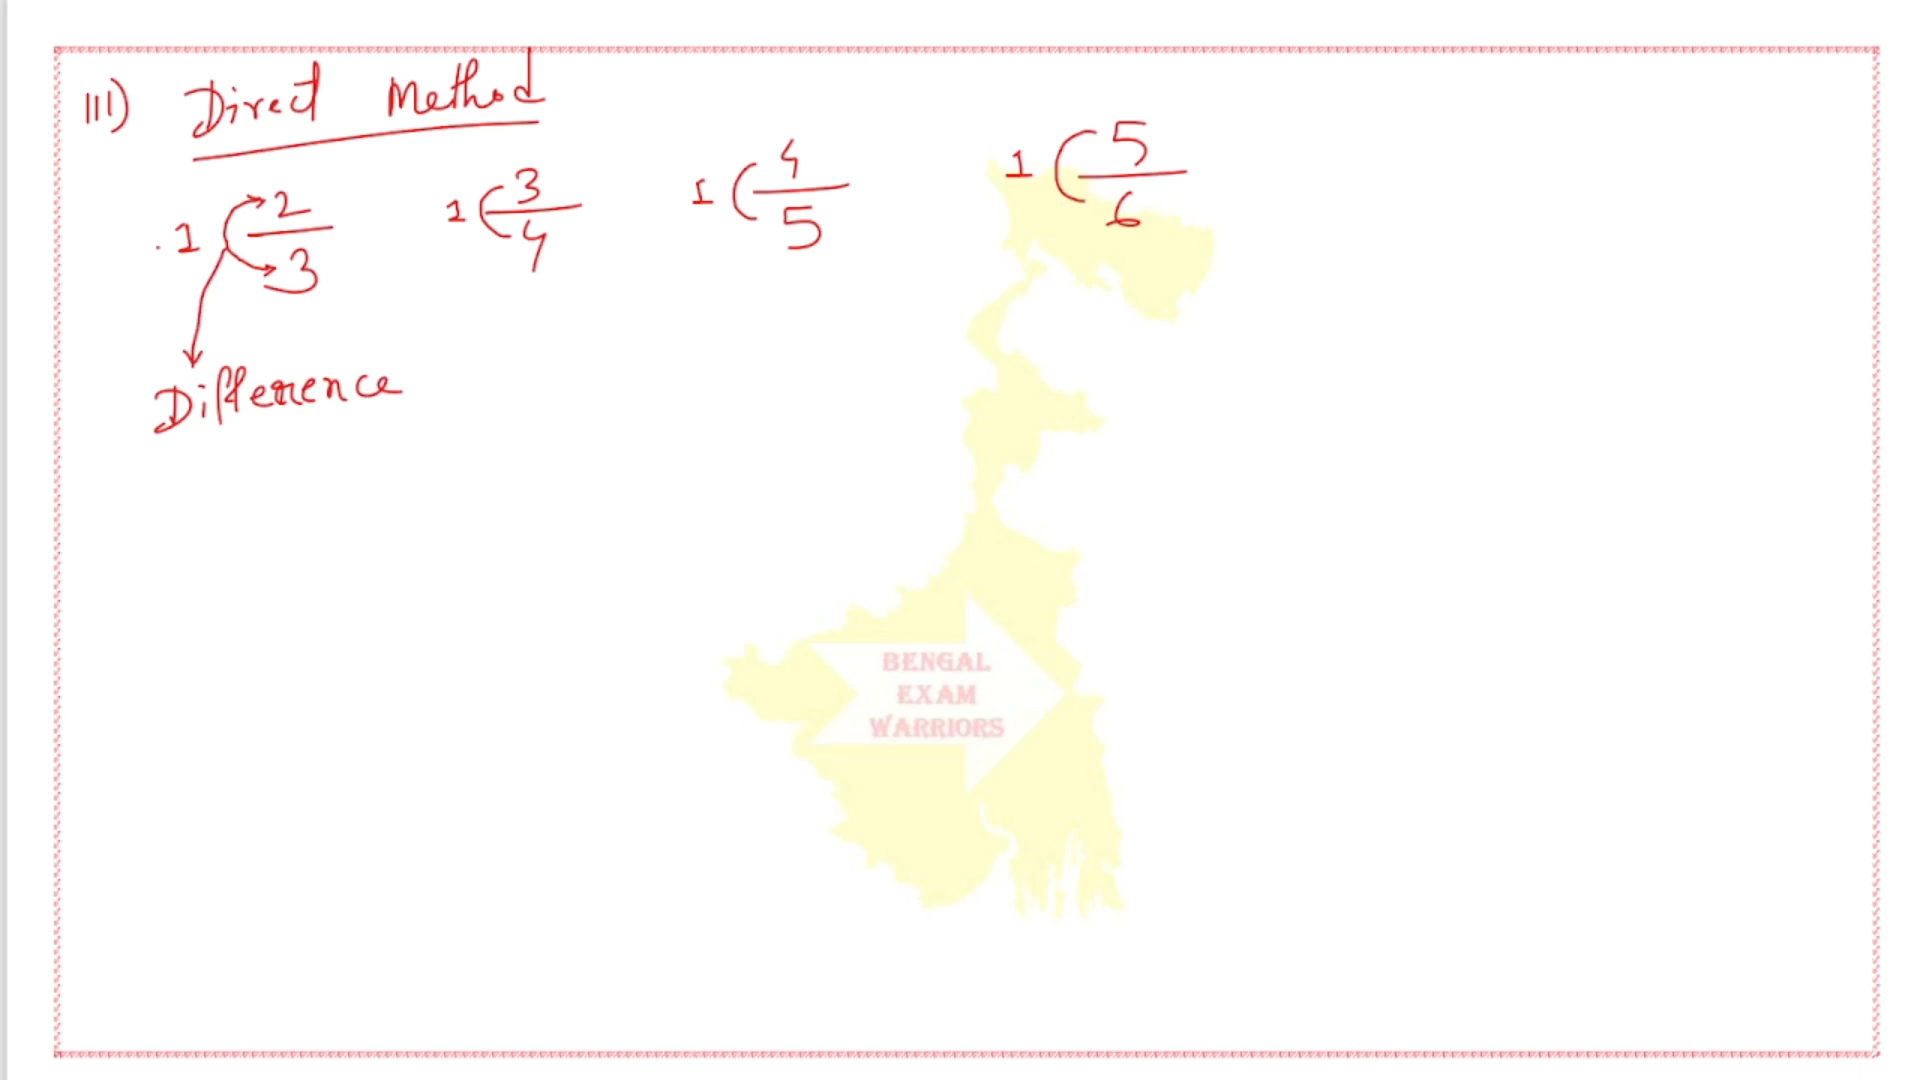 III) Direct Method
1 ( 2/3 1 ( 3/4 1 ( 4/5 1 ( 5/6
Difference
BENGAL
EXAM
WARRIORS